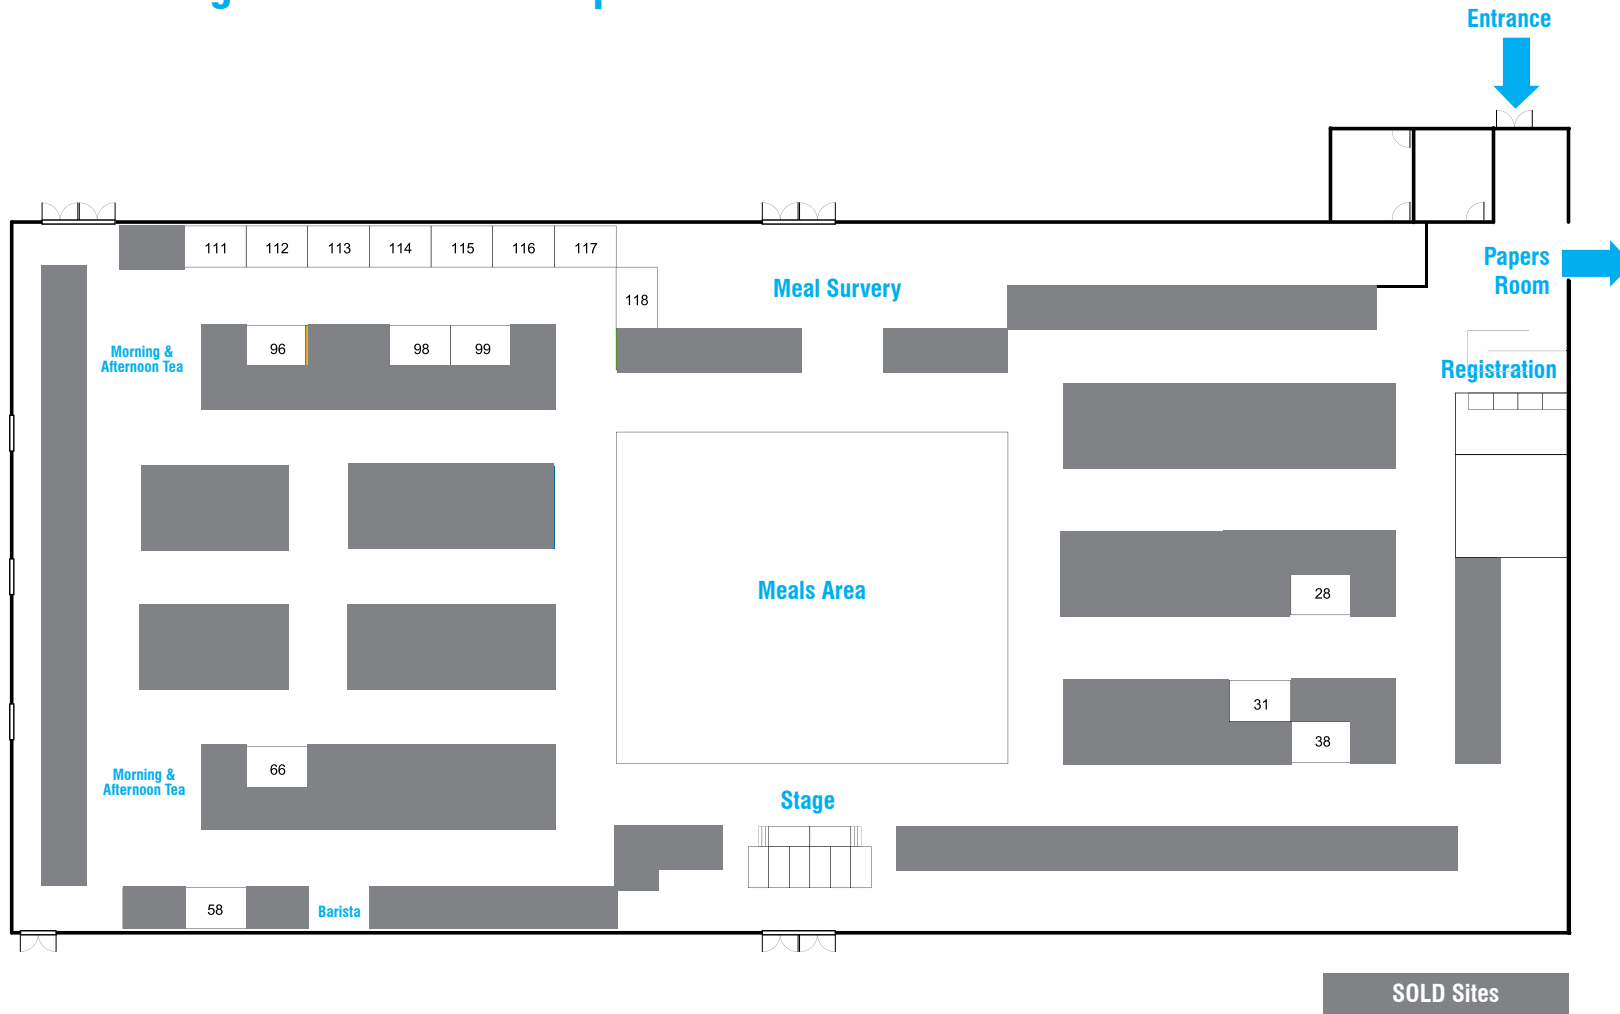 Entrance
111 112 113 114 115 116 117
Papers
Room
Meal Survery
118
96 98 99
Morning &
Afternoon Tea
Registration
Meals Area
28
31
38
66
Morning &
Afternoon Tea
Stage
58
Barista
SOLD Sites